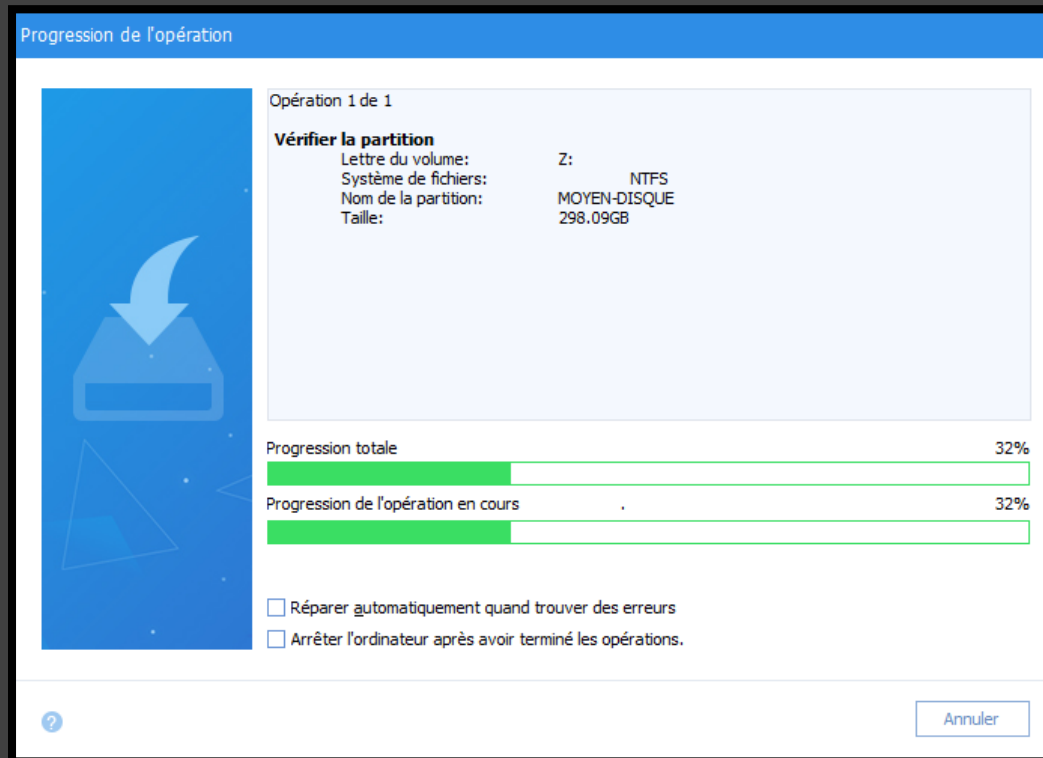 Progression de l'opération
Opération 1 de 1
Vérifier la partition
Lettre du volume: Z:
Système de fichiers: NTFS
Nom de la partition: MOYEN-DISQUE
Taille: 298.09GB
Progression totale 32%
Progression de l'opération en cours . 32%
Réparer automatiquement quand trouver des erreurs
Arrêter l'ordinateur après avoir terminé les opérations.
? Annuler